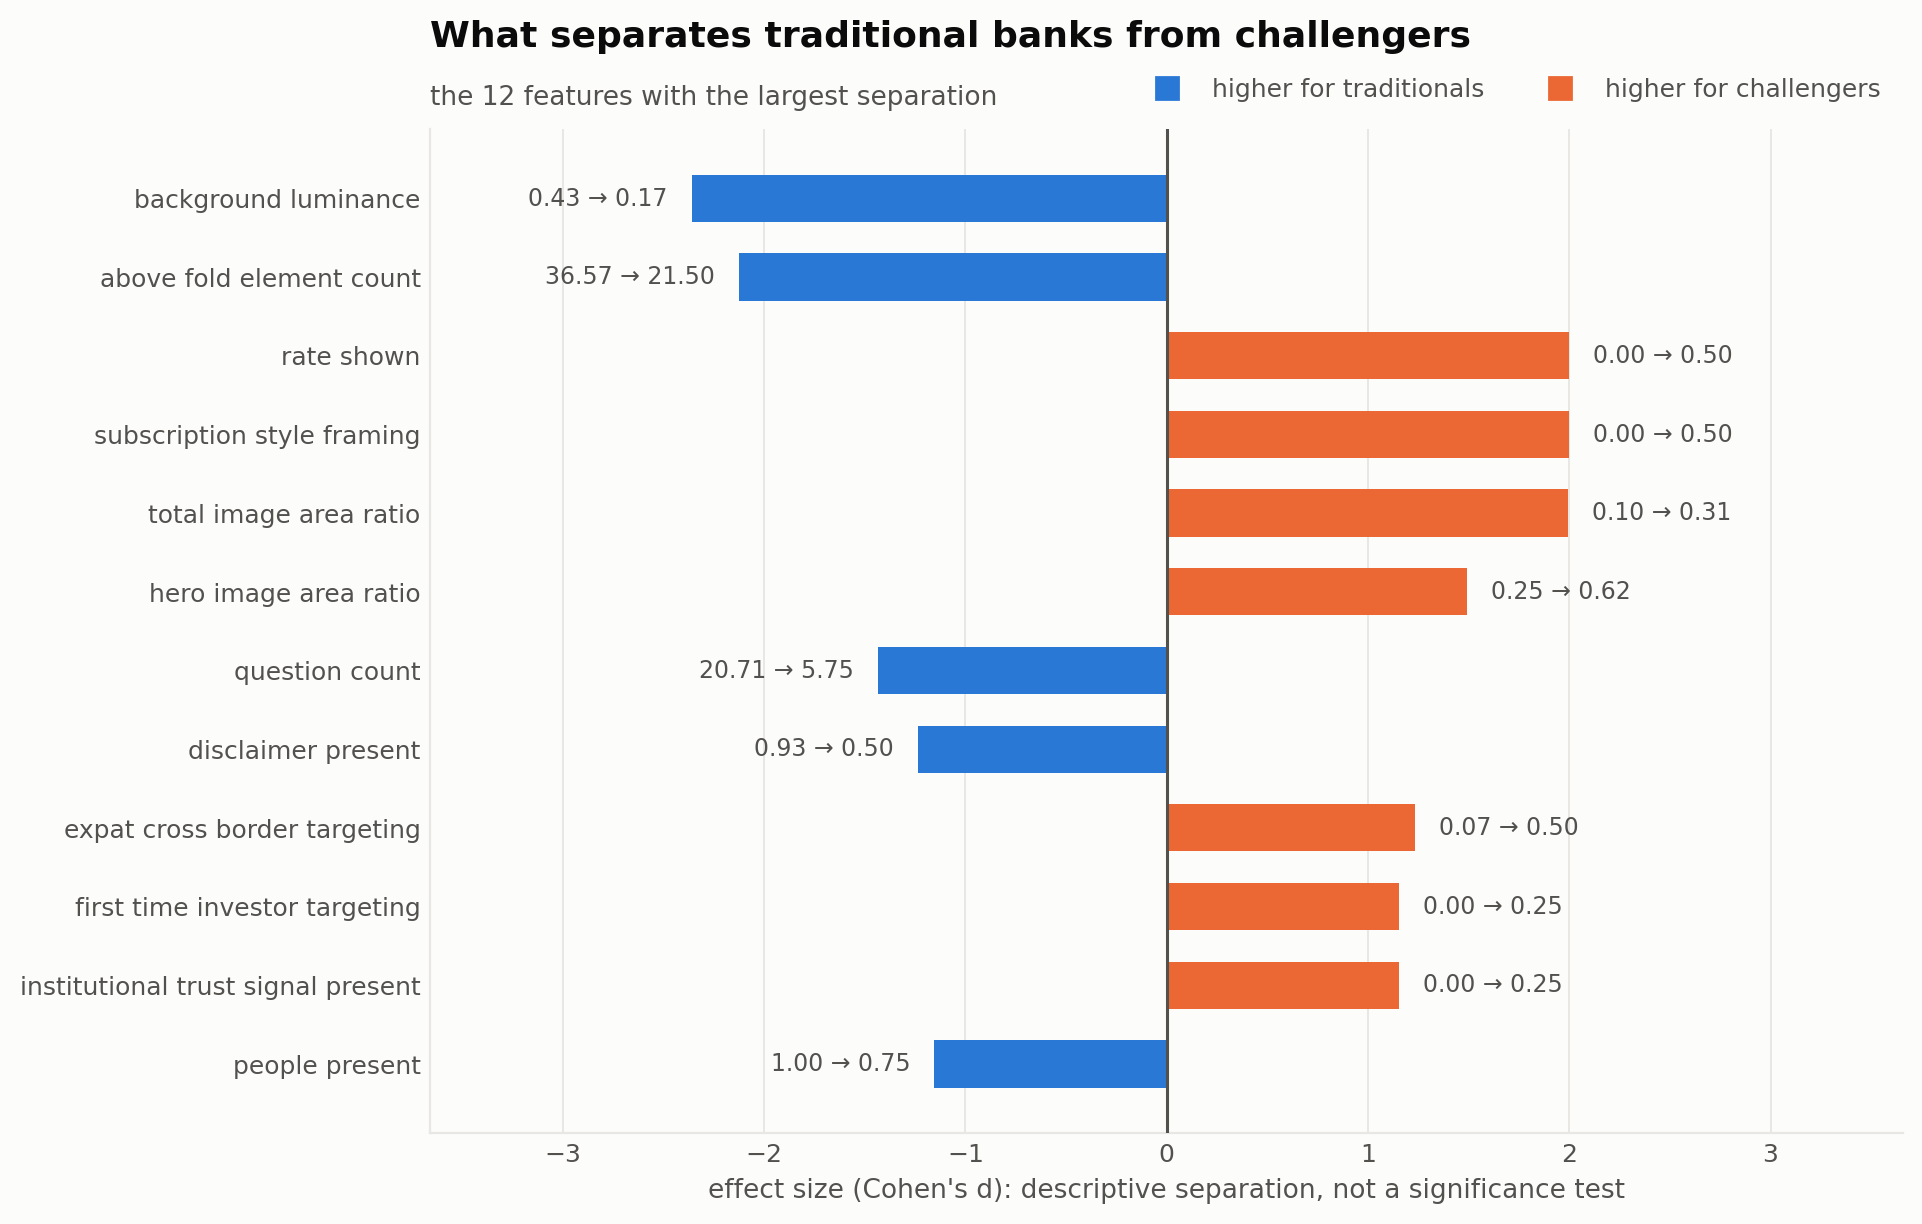 What separates traditional banks from challengers
the 12 features with the largest separation
higher for traditionals
higher for challengers
background luminance
0.43 → 0.17
above fold element count
36.57 → 21.50
rate shown
0.00 → 0.50
subscription style framing
0.00 → 0.50
total image area ratio
0.10 → 0.31
hero image area ratio
0.25 → 0.62
question count
20.71 → 5.75
disclaimer present
0.93 → 0.50
expat cross border targeting
0.07 → 0.50
first time investor targeting
0.00 → 0.25
institutional trust signal present
0.00 → 0.25
people present
1.00 → 0.75
−3 −2 −1 0 1 2 3
effect size (Cohen's d): descriptive separation, not a significance test